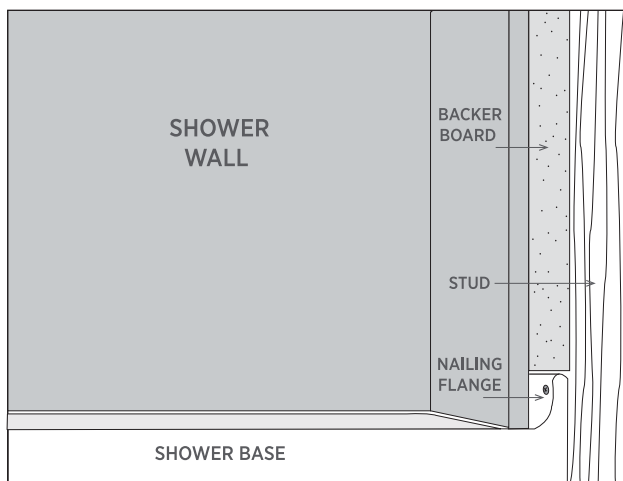 SHOWER
WALL
BACKER
BOARD
STUD
NAILING
FLANGE
SHOWER BASE